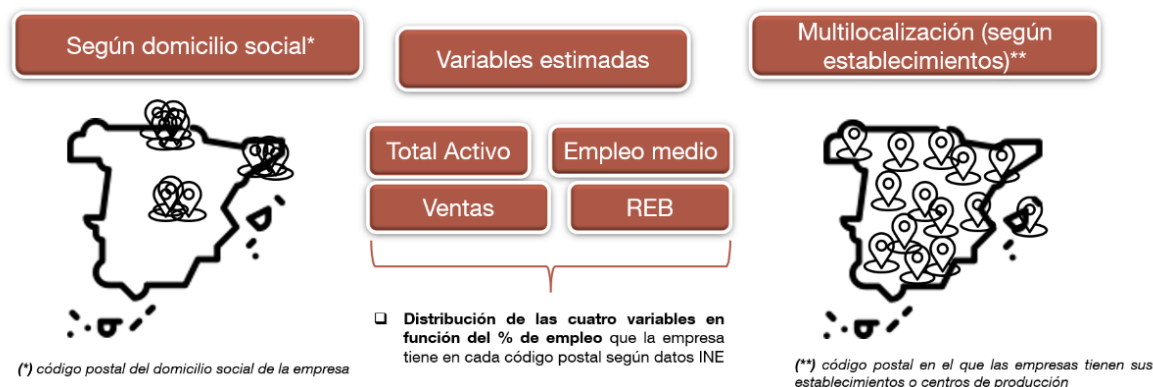 Según domicilio social*
Variables estimadas
Multilocalización (según
establecimientos)**
Total Activo
Empleo medio
Ventas
REB
❑ Distribución de las cuatro variables en
función del % de empleo que la empresa
tiene en cada código postal según datos INE
(*) código postal del domicilio social de la empresa
(**) código postal en el que las empresas tienen sus
establecimientos o centros de producción